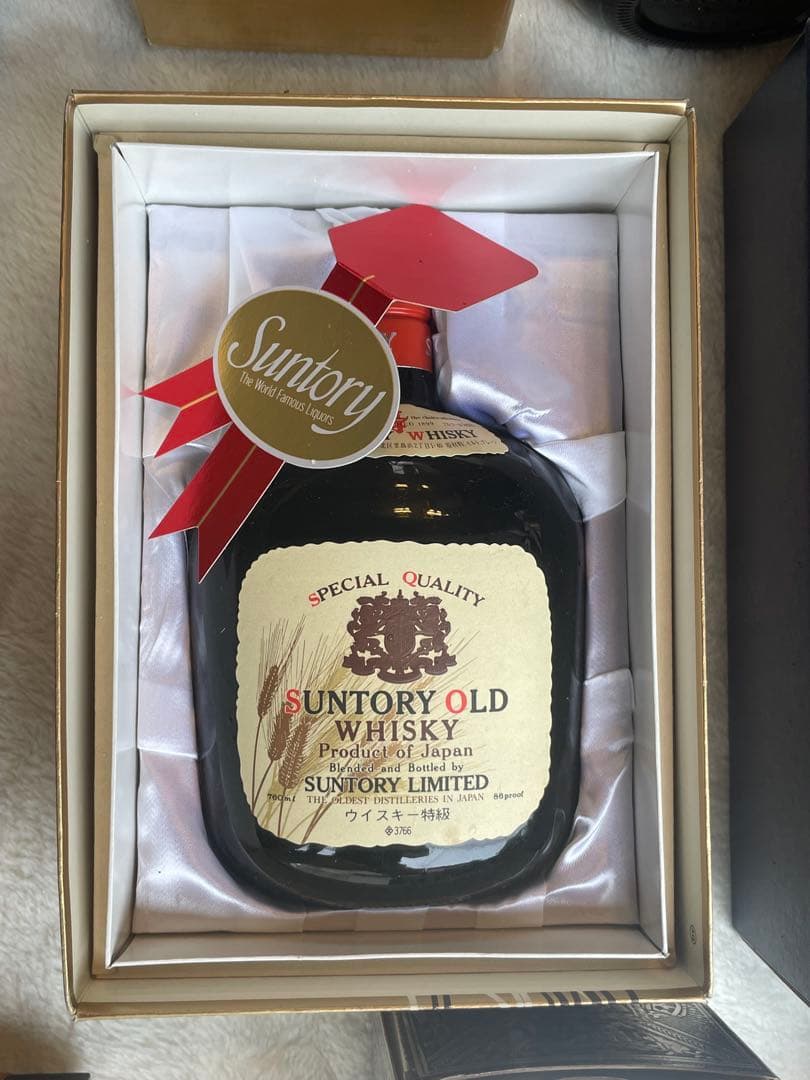 Suntory
The World Famous Liquors
WHISKY
SPECIAL QUALITY
SUNTORY OLD
WHISKY
Product of Japan
Blended and Bottled by
SUNTORY LIMITED
760ml THE OLDEST DISTILLERIES IN JAPAN 86proof
ウイスキー特級
3766